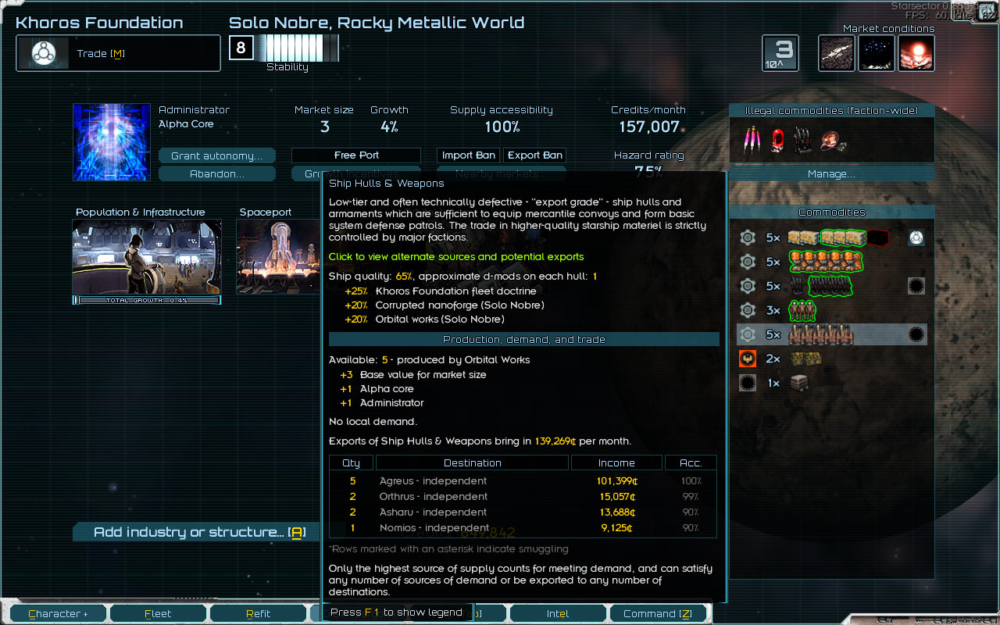 Khoros Foundation
Solo Nobre, Rocky Metallic World
Starsector
FPS: 60
Trade [M]
8
Stability
3
10^
Market conditions
Administrator
Alpha Core
Market size
3
Growth
4%
Supply accessibility
100%
Credits/month
157,007
Illegal commodities (faction-wide)
Grant autonomy...
Abandon...
Free Port
Import Ban
Export Ban
Hazard rating
75%
Growth incentives
Nearby markets...
Manage...
Population & Infrastructure
Spaceport
TOTAL GROWTH: 0.4%
Commodities
5x
5x
5x
3x
5x
2x
1x
Ship Hulls & Weapons
Low-tier and often technically defective - "export grade" - ship hulls and
armaments which are sufficient to equip mercantile convoys and form basic
system defense patrols. The trade in higher-quality starship materiel is strictly
controlled by major factions.
Click to view alternate sources and potential exports
Ship quality: 65%, approximate d-mods on each hull: 1
+25% Khoros Foundation fleet doctrine
+20% Corrupted nanoforge (Solo Nobre)
+20% Orbital works (Solo Nobre)
Production, demand, and trade
Available: 5 - produced by Orbital Works
+3 Base value for market size
+1 Alpha core
+1 Administrator
No local demand.
Exports of Ship Hulls & Weapons bring in 139,269¢ per month.
Qty Destination Income Acc.
5 Agreus - independent 101,399¢ 100%
2 Orthrus - independent 15,057¢ 99%
2 Asharu - independent 13,688¢ 90%
1 Nomios - independent 9,125¢ 90%
*Rows marked with an asterisk indicate smuggling
Only the highest source of supply counts for meeting demand, and can satisfy
any number of sources of demand or be exported to any number of
destinations.
Add industry or structure... [A]
849,842
Press F1 to show legend
Character +
Fleet
Refit
Intel
Command [Z]